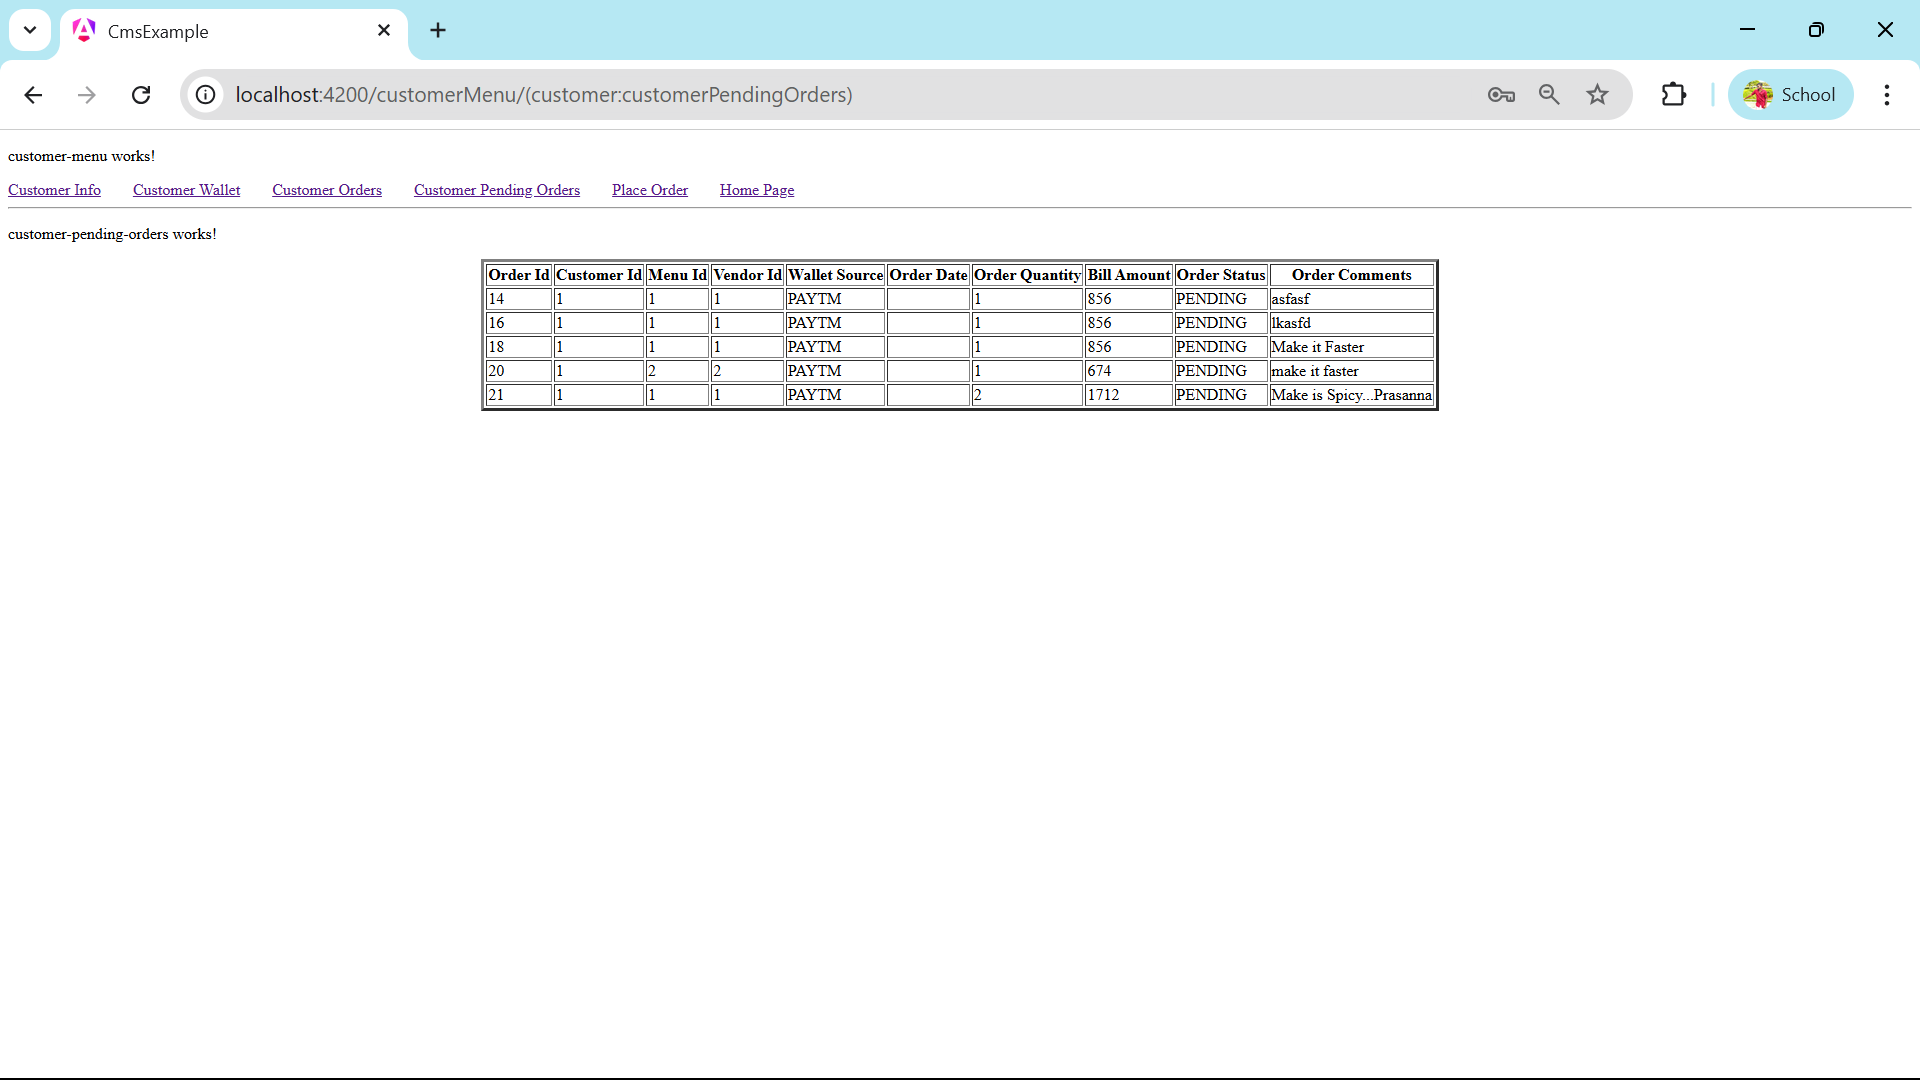 CmsExample
localhost:4200/customerMenu/(customer:customerPendingOrders)
School
customer-menu works!
Customer Info Customer Wallet Customer Orders Customer Pending Orders Place Order Home Page
customer-pending-orders works!
Order Id Customer Id Menu Id Vendor Id Wallet Source Order Date Order Quantity Bill Amount Order Status Order Comments
14 1 1 1 PAYTM 1 856 PENDING asfasf
16 1 1 1 PAYTM 1 856 PENDING lkasfd
18 1 1 1 PAYTM 1 856 PENDING Make it Faster
20 1 2 2 PAYTM 1 674 PENDING make it faster
21 1 1 1 PAYTM 2 1712 PENDING Make is Spicy...Prasanna